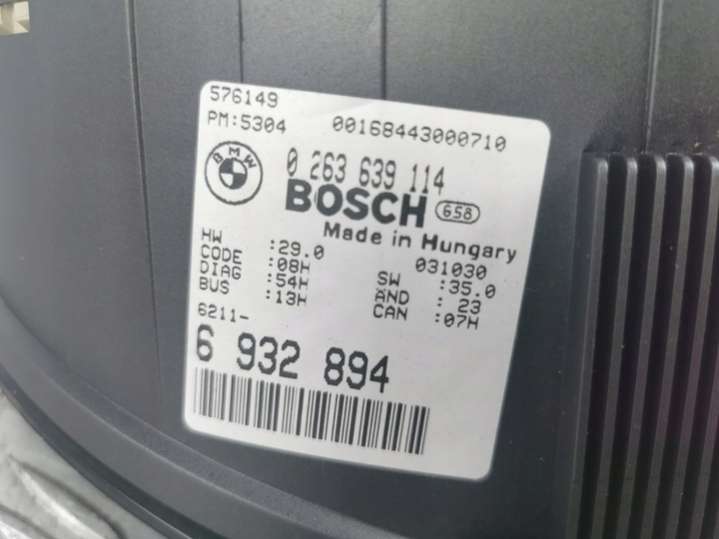 576149
PM:5304 00168443000710
BMW 0 263 639 114
BOSCH 658
Made in Hungary
HW :29.0 031030
CODE :08H SW :35.0
DIAG :54H AND : 23
BUS :13H CAN :07H
6211-
6 932 894